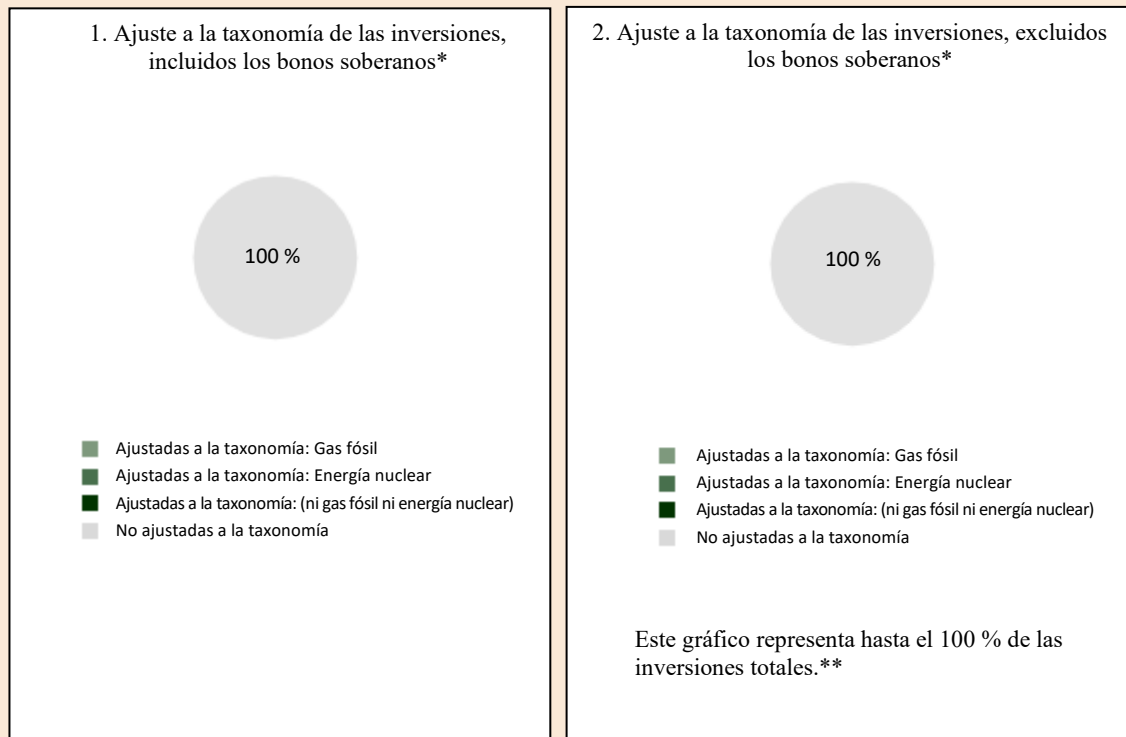 1. Ajuste a la taxonomía de las inversiones,
incluidos los bonos soberanos*
100 %
Ajustadas a la taxonomía: Gas fósil
Ajustadas a la taxonomía: Energía nuclear
Ajustadas a la taxonomía: (ni gas fósil ni energía nuclear)
No ajustadas a la taxonomía
2. Ajuste a la taxonomía de las inversiones, excluidos
los bonos soberanos*
100 %
Ajustadas a la taxonomía: Gas fósil
Ajustadas a la taxonomía: Energía nuclear
Ajustadas a la taxonomía: (ni gas fósil ni energía nuclear)
No ajustadas a la taxonomía
Este gráfico representa hasta el 100 % de las
inversiones totales.**